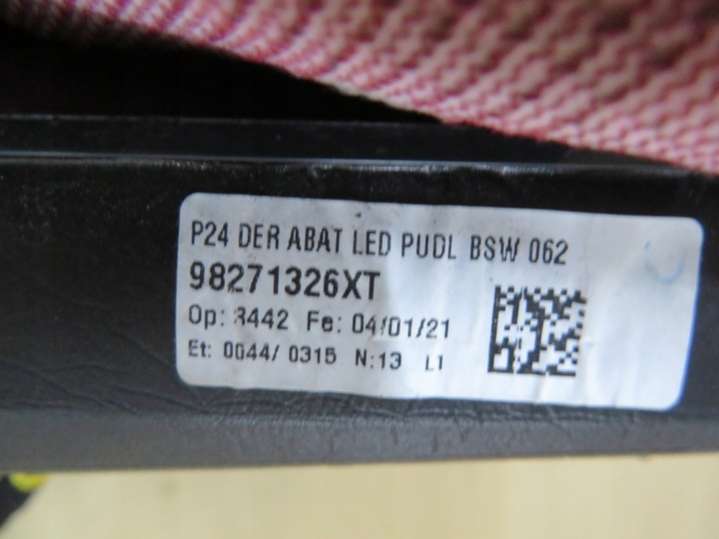 P24 DER ABAT LED PUDL BSW 062
98271326XT
Op: 3442 Fe: 04/01/21
Et: 0044/ 0315 N:13 L1